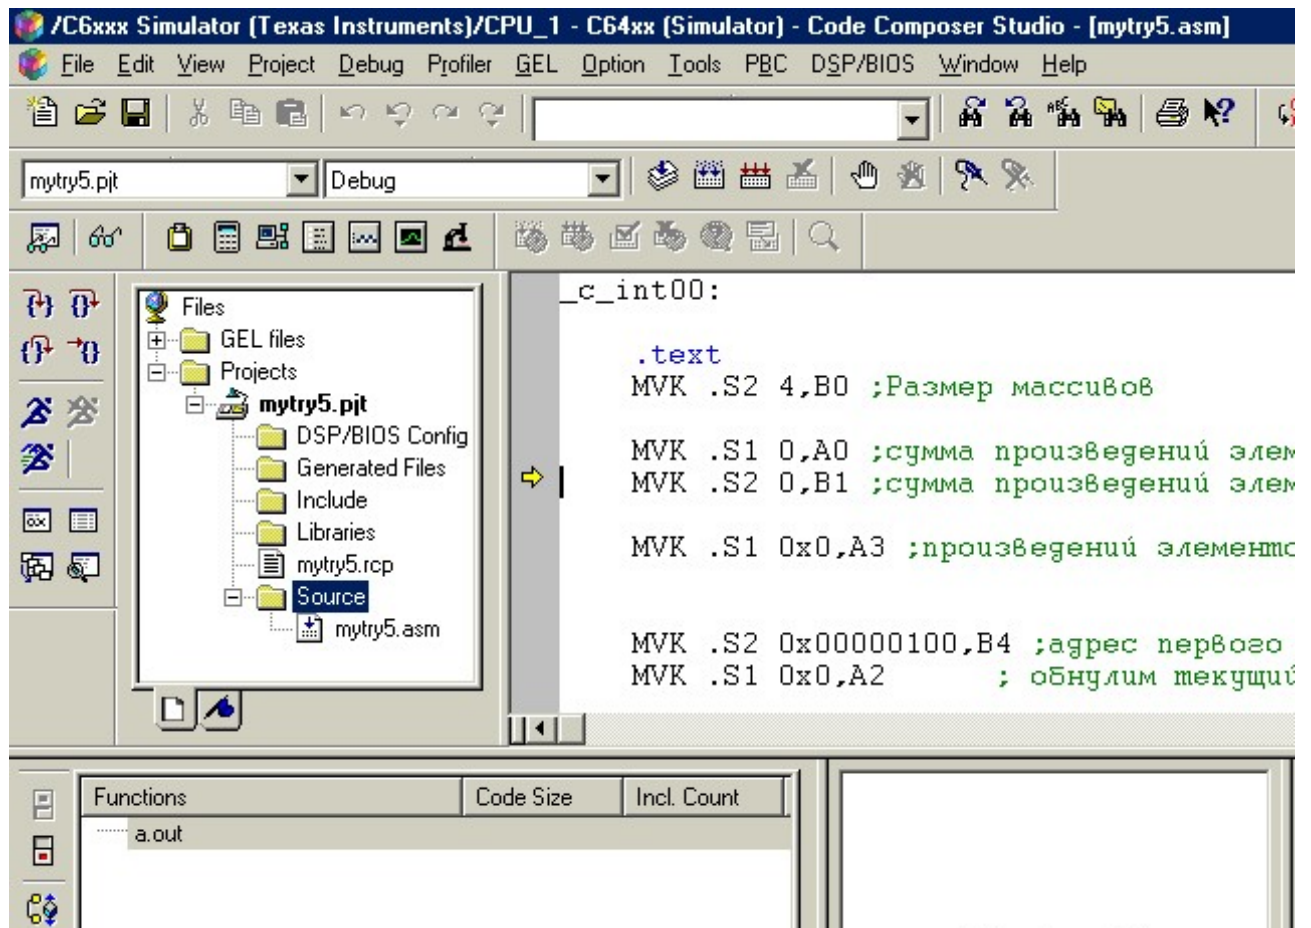 /C6xxx Simulator (Texas Instruments)/CPU_1 - C64xx (Simulator) - Code Composer Studio - [mytry5.asm]
File Edit View Project Debug Profiler GEL Option Tools PBC DSP/BIOS Window Help
mytry5.pjt Debug
Files
GEL files
Projects
mytry5.pjt
DSP/BIOS Config
Generated Files
Include
Libraries
mytry5.rcp
Source
mytry5.asm
_c_int00:
.text
MVK .S2 4,B0 ;Размер массивов
MVK .S1 0,A0 ;сумма произведений элем
MVK .S2 0,B1 ;сумма произведений элем
MVK .S1 0x0,A3 ;произведений элементо
MVK .S2 0x00000100,B4 ;адрес первого
MVK .S1 0x0,A2 ; обнулим текущий
Functions Code Size Incl. Count
a.out